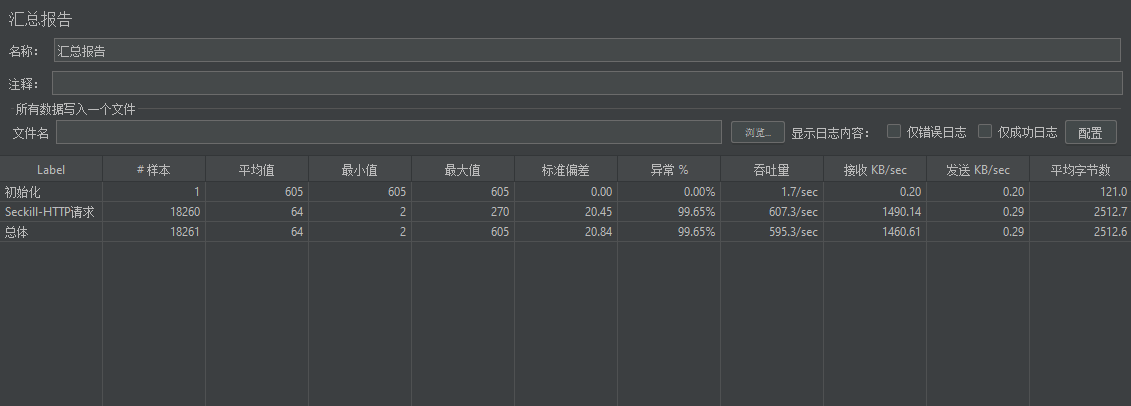 汇总报告
名称： 汇总报告
注释：
所有数据写入一个文件
文件名 浏览... 显示日志内容： 仅错误日志 仅成功日志 配置
Label # 样本 平均值 最小值 最大值 标准偏差 异常 % 吞吐量 接收 KB/sec 发送 KB/sec 平均字节数
初始化 1 605 605 605 0.00 0.00% 1.7/sec 0.20 0.20 121.0
Seckill-HTTP请求 18260 64 2 270 20.45 99.65% 607.3/sec 1490.14 0.29 2512.7
总体 18261 64 2 605 20.84 99.65% 595.3/sec 1460.61 0.29 2512.6